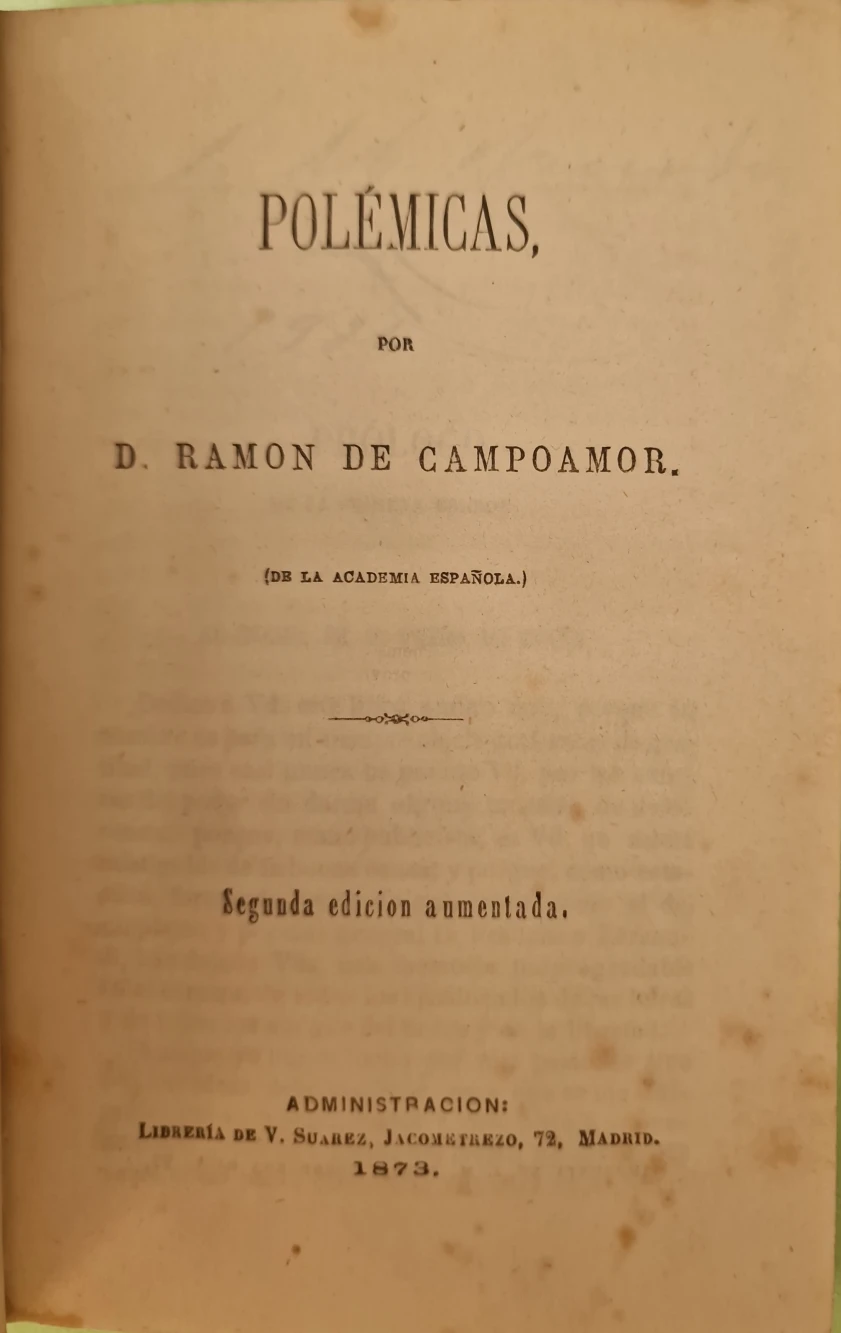 POLÉMICAS,
POR
D. RAMON DE CAMPOAMOR.
(DE LA ACADEMIA ESPAÑOLA.)
Segunda edicion aumentada.
ADMINISTRACION:
LIBRERÍA DE V. SUAREZ, JACOMETREZO, 72, MADRID.
1873.